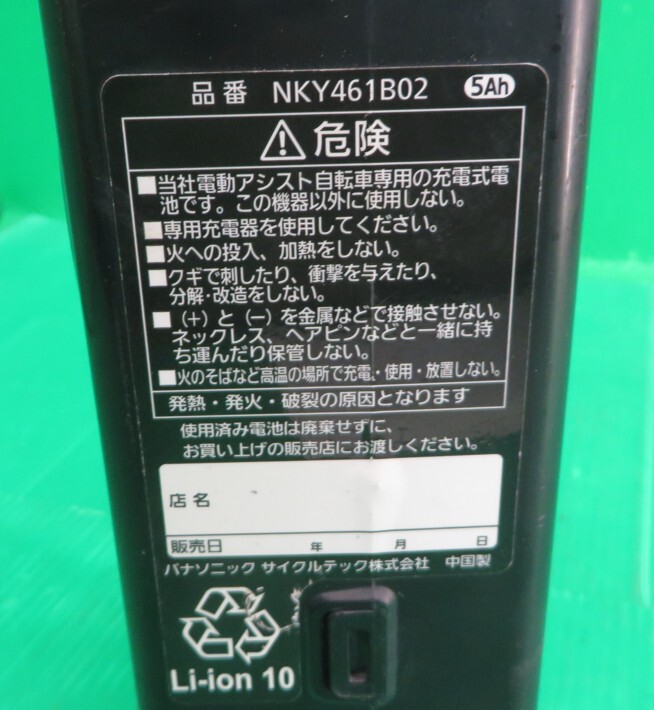 品番 NKY461B02 5Ah
危険
■当社電動アシスト自転車専用の充電式電
池です。この機器以外に使用しない。
■専用充電器を使用してください。
■火への投入、加熱をしない。
■クギで刺したり、衝撃を与えたり、
分解・改造をしない。
■（+）と（−）を金属などで接触させない。
ネックレス、ヘアピンなどと一緒に持
ち運んだり保管しない。
■火のそばなど高温の場所で充電・使用・放置しない。
発熱・発火・破裂の原因となります
使用済み電池は廃棄せずに、
お買い上げの販売店にお渡しください。
店名
販売日 年 月 日
パナソニック サイクルテック株式会社 中国製
Li-ion 10